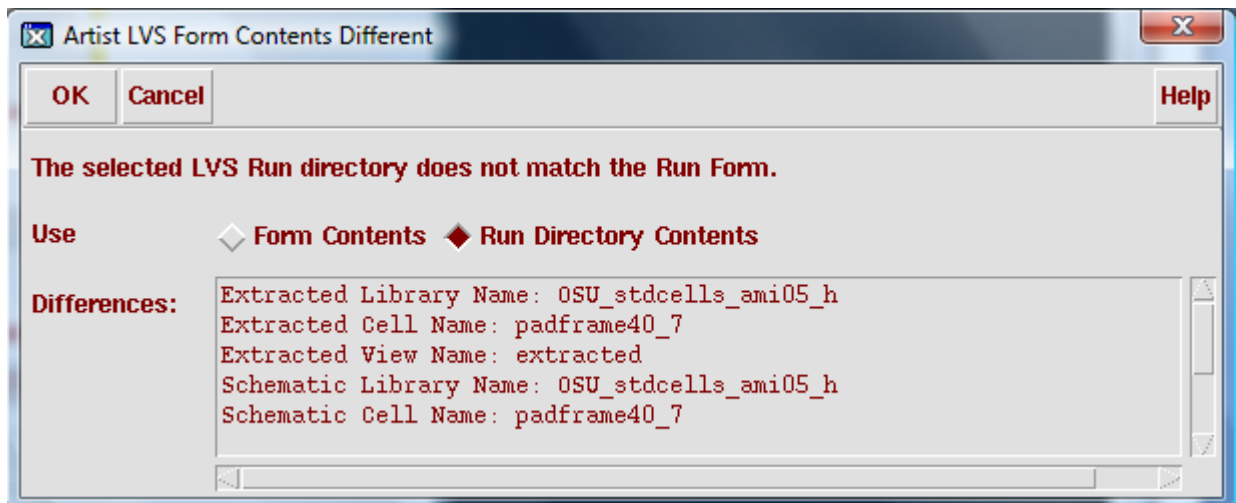 Artist LVS Form Contents Different
OK Cancel Help
The selected LVS Run directory does not match the Run Form.
Use Form Contents Run Directory Contents
Differences:
Extracted Library Name: OSU_stdcells_ami05_h
Extracted Cell Name: padframe40_7
Extracted View Name: extracted
Schematic Library Name: OSU_stdcells_ami05_h
Schematic Cell Name: padframe40_7